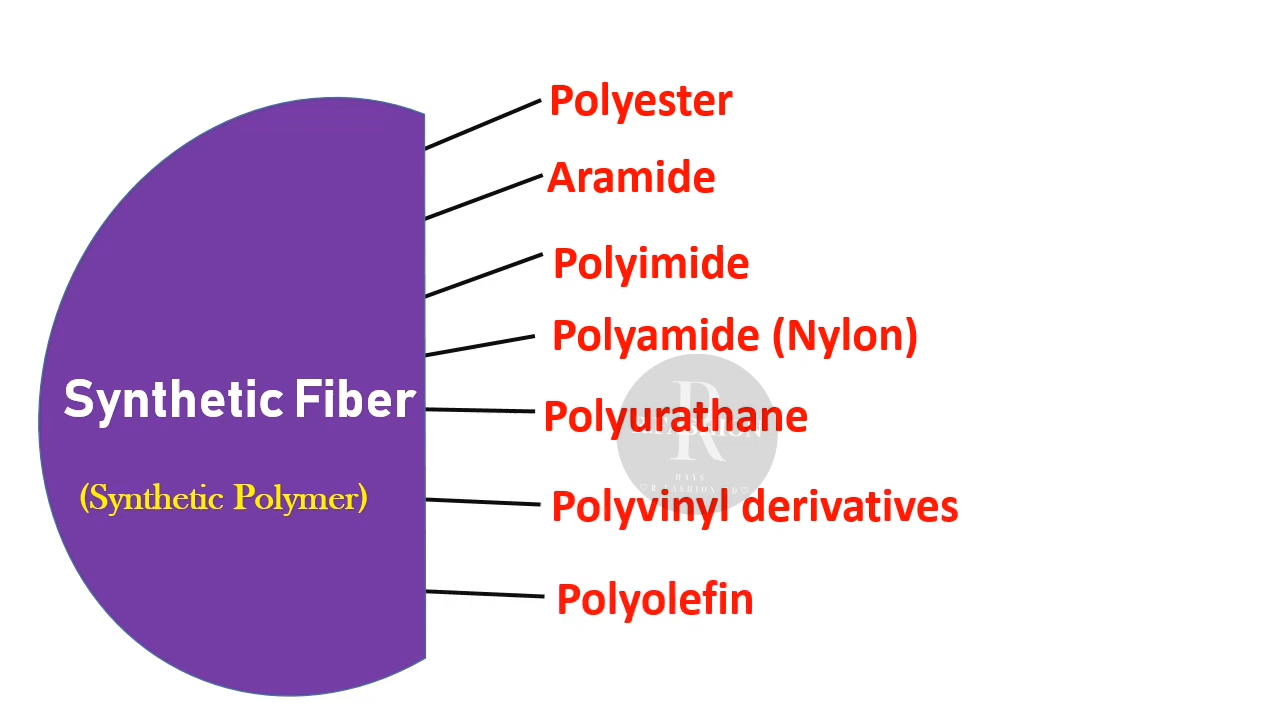 Polyester
Aramide
Polyimide
Polyamide (Nylon)
Synthetic Fiber
Polyurathane
(Synthetic Polymer)
Polyvinyl derivatives
Polyolefin